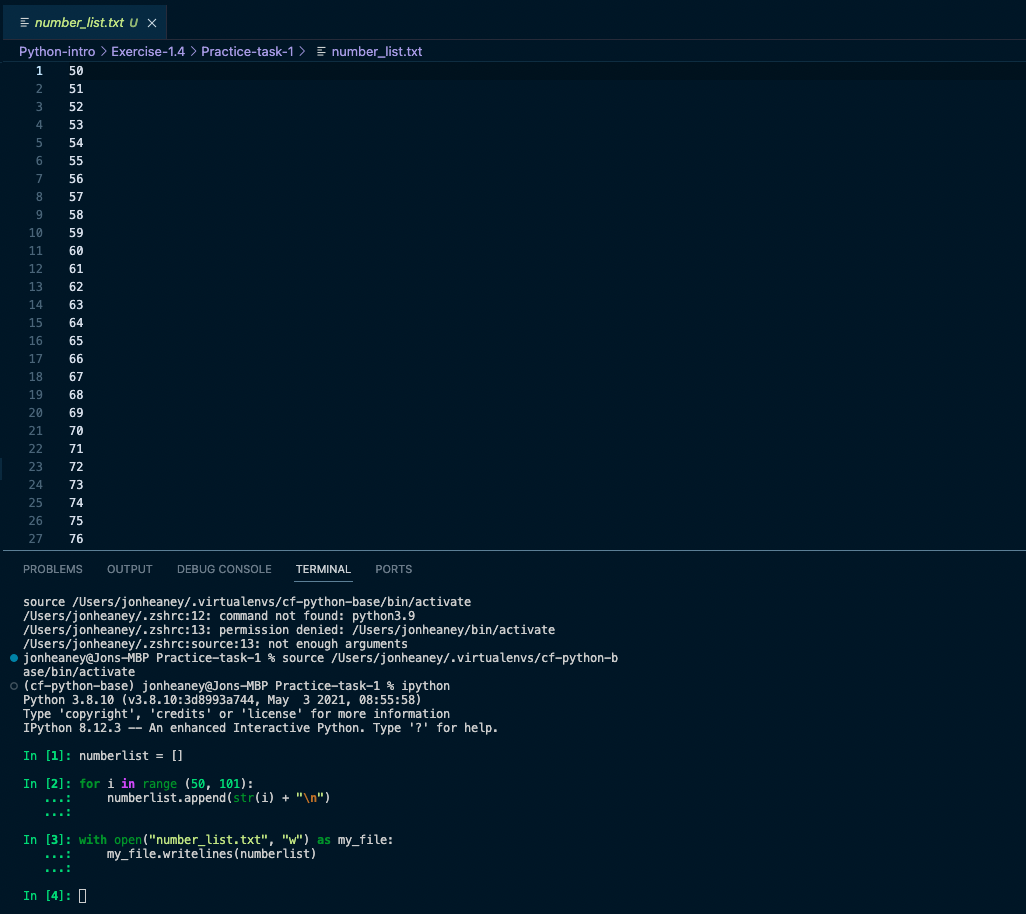 number_list.txt U
Python-intro > Exercise-1.4 > Practice-task-1 > number_list.txt
1 50
2 51
3 52
4 53
5 54
6 55
7 56
8 57
9 58
10 59
11 60
12 61
13 62
14 63
15 64
16 65
17 66
18 67
19 68
20 69
21 70
22 71
23 72
24 73
25 74
26 75
27 76
PROBLEMS OUTPUT DEBUG CONSOLE TERMINAL PORTS
source /Users/jonheaney/.virtualenvs/cf-python-base/bin/activate
/Users/jonheaney/.zshrc:12: command not found: python3.9
/Users/jonheaney/.zshrc:13: permission denied: /Users/jonheaney/bin/activate
/Users/jonheaney/.zshrc:source:13: not enough arguments
jonheaney@Jons-MBP Practice-task-1 % source /Users/jonheaney/.virtualenvs/cf-python-b
ase/bin/activate
(cf-python-base) jonheaney@Jons-MBP Practice-task-1 % ipython
Python 3.8.10 (v3.8.10:3d8993a744, May  3 2021, 08:55:58)
Type 'copyright', 'credits' or 'license' for more information
IPython 8.12.3 -- An enhanced Interactive Python. Type '?' for help.
In [1]: numberlist = []
In [2]: for i in range (50, 101):
...:     numberlist.append(str(i) + "\n")
...:
In [3]: with open("number_list.txt", "w") as my_file:
...:     my_file.writelines(numberlist)
...:
In [4]: